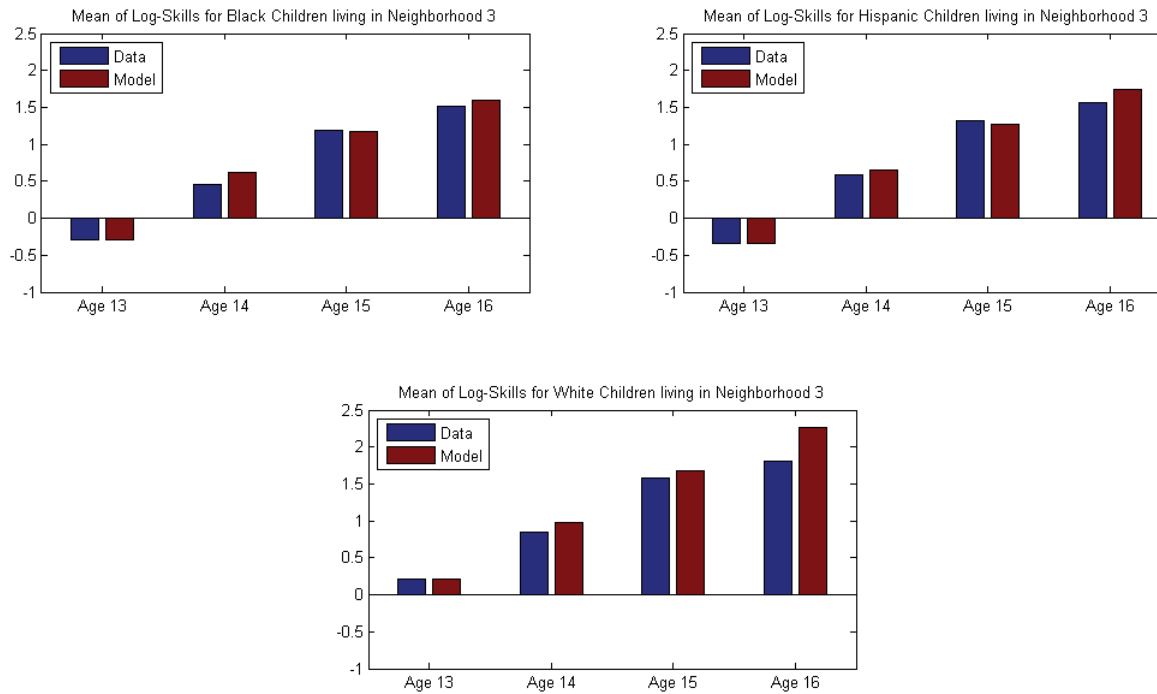 Mean of Log-Skills for Black Children living in Neighborhood 3
2.5
2
1.5
1
0.5
0
-0.5
-1
Data
Model
Age 13 Age 14 Age 15 Age 16
Mean of Log-Skills for Hispanic Children living in Neighborhood 3
2.5
2
1.5
1
0.5
0
-0.5
-1
Data
Model
Age 13 Age 14 Age 15 Age 16
Mean of Log-Skills for White Children living in Neighborhood 3
2.5
2
1.5
1
0.5
0
-0.5
-1
Data
Model
Age 13 Age 14 Age 15 Age 16